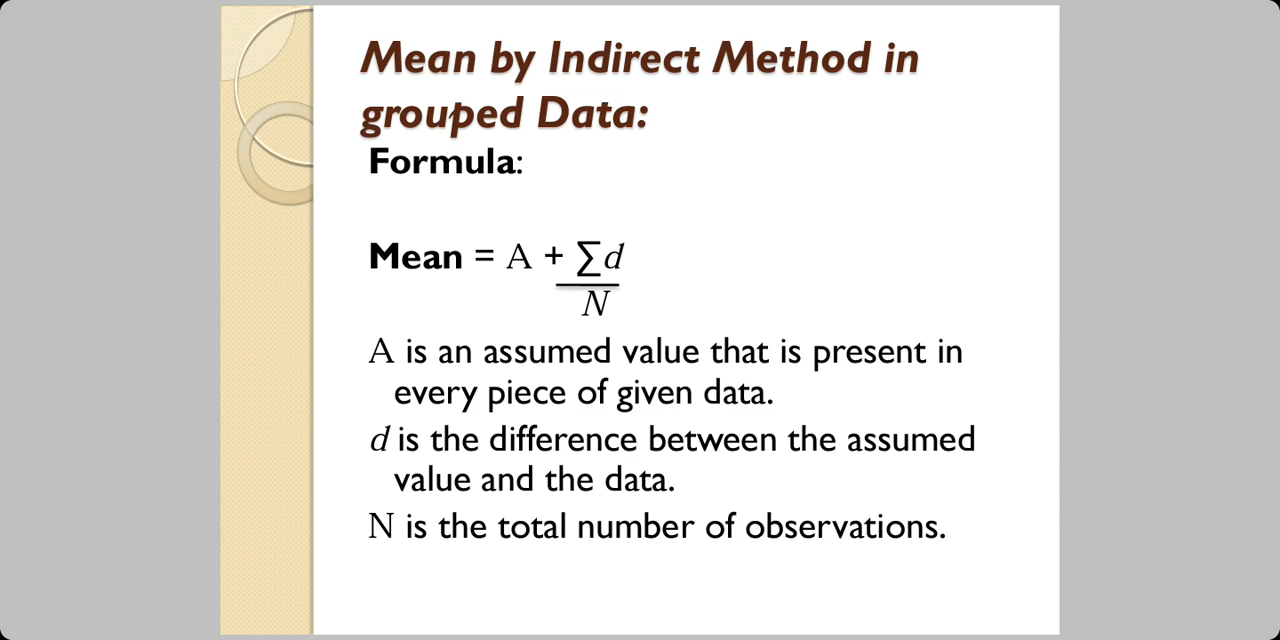 Mean by Indirect Method in
grouped Data:
Formula:
Mean = A + ∑d
N
A is an assumed value that is present in
every piece of given data.
d is the difference between the assumed
value and the data.
N is the total number of observations.